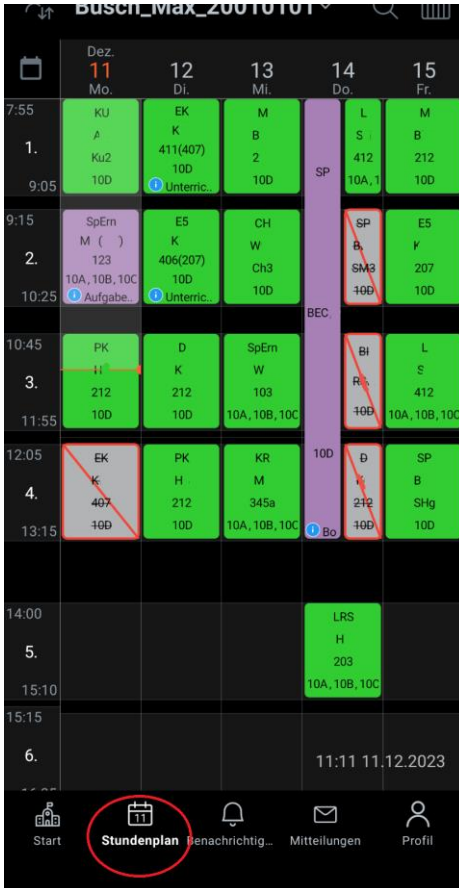 Busch_Max_20010101
Dez.
11
Mo.
12
Di.
13
Mi.
14
Do.
15
Fr.
7:55
1.
9:05
KU
A
Ku2
10D
EK
K
411(407)
10D
Unterric..
M
B
2
10D
SP
BEC,
10D
Bo
L
S
412
10A, 1
M
B
212
10D
9:15
2.
10:25
SpErn
M ( )
123
10A, 10B, 10C
Aufgabe..
E5
K
406(207)
10D
Unterric..
CH
W
Ch3
10D
SP
B,
SM3
10D
E5
K
207
10D
10:45
3.
11:55
PK
H
212
10D
D
K
212
10D
SpErn
W
103
10A, 10B, 10C
BI
10D
L
S
412
10A, 10B, 10C
12:05
4.
13:15
EK
K
407
10D
PK
H
212
10D
KR
M
345a
10A, 10B, 10C
D
212
10D
SP
B
SHg
10D
14:00
5.
15:10
LRS
H
203
10A, 10B, 10C
15:15
6.
11:11 11.12.2023
11
Start
Stundenplan
Benachrichtig...
Mitteilungen
Profil